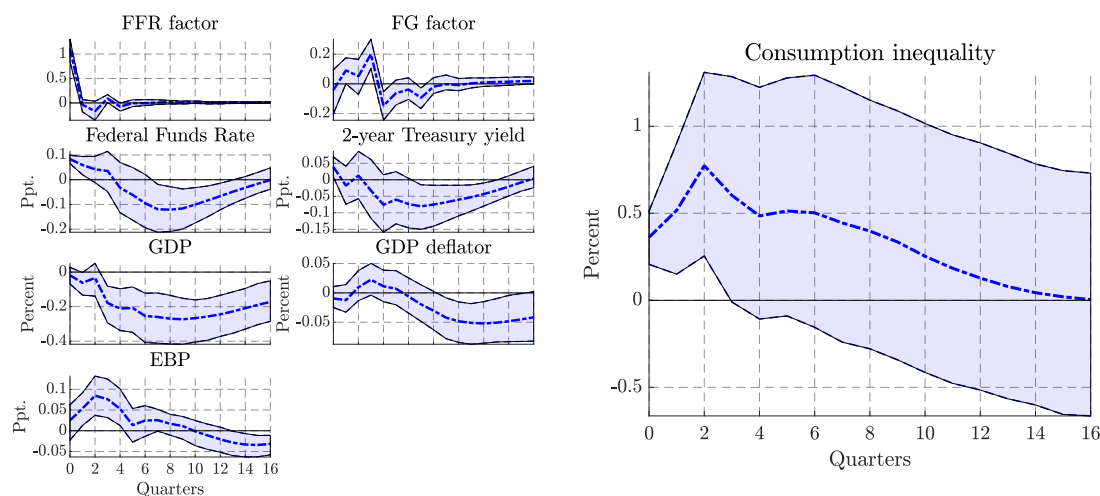 FFR factor
1
0.5
0
FG factor
0.2
0
-0.2
Federal Funds Rate
Ppt.
0.1
0
-0.1
-0.2
2-year Treasury yield
Ppt.
0.05
0
-0.05
-0.1
-0.15
GDP
Percent
0
-0.2
-0.4
GDP deflator
Percent
0.05
0
-0.05
EBP
Ppt.
0.1
0.05
0
-0.05
0 2 4 6 8 10 12 14 16
Quarters
Consumption inequality
Percent
1
0.5
0
-0.5
0 2 4 6 8 10 12 14 16
Quarters